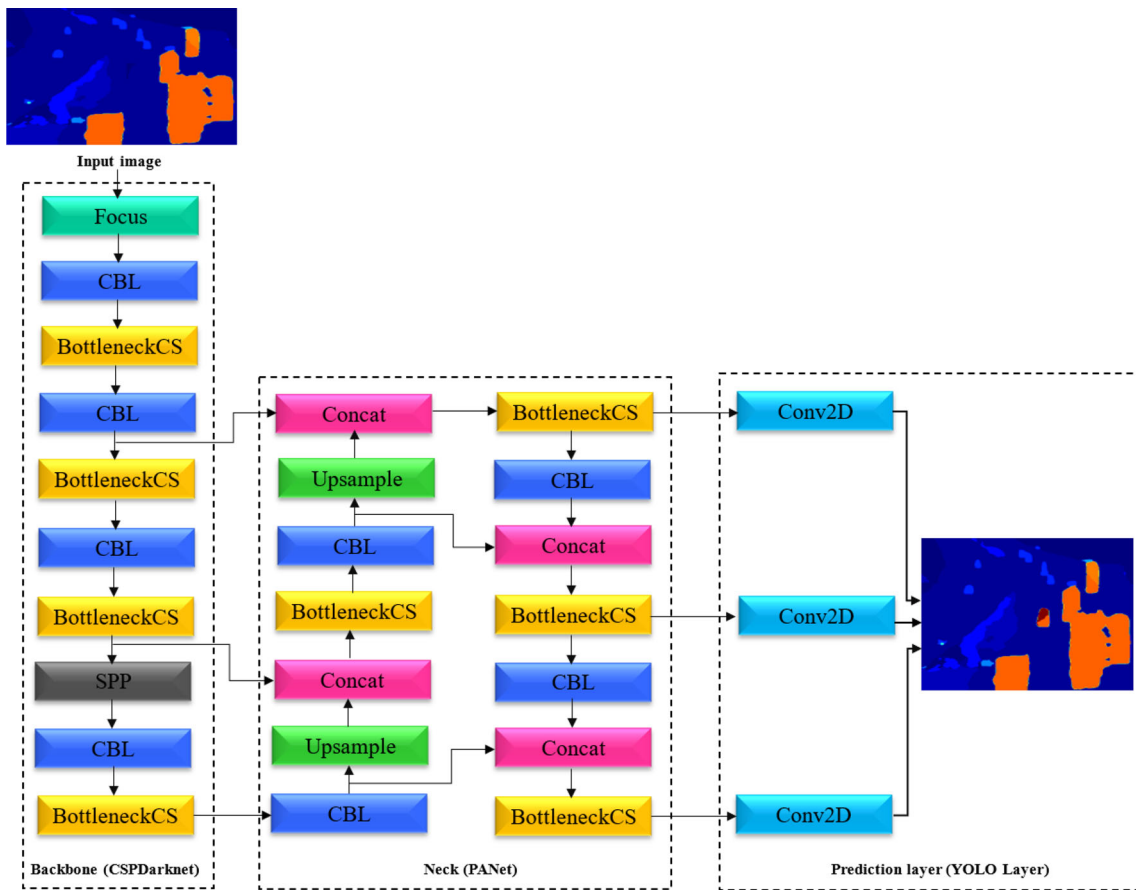 Input image
Focus
CBL
BottleneckCS
CBL
BottleneckCS
CBL
BottleneckCS
SPP
CBL
BottleneckCS
Backbone (CSPDarknet)
Concat
Upsample
CBL
BottleneckCS
Concat
Upsample
CBL
BottleneckCS
CBL
Concat
BottleneckCS
CBL
Concat
BottleneckCS
Neck (PANet)
Conv2D
Conv2D
Conv2D
Prediction layer (YOLO Layer)